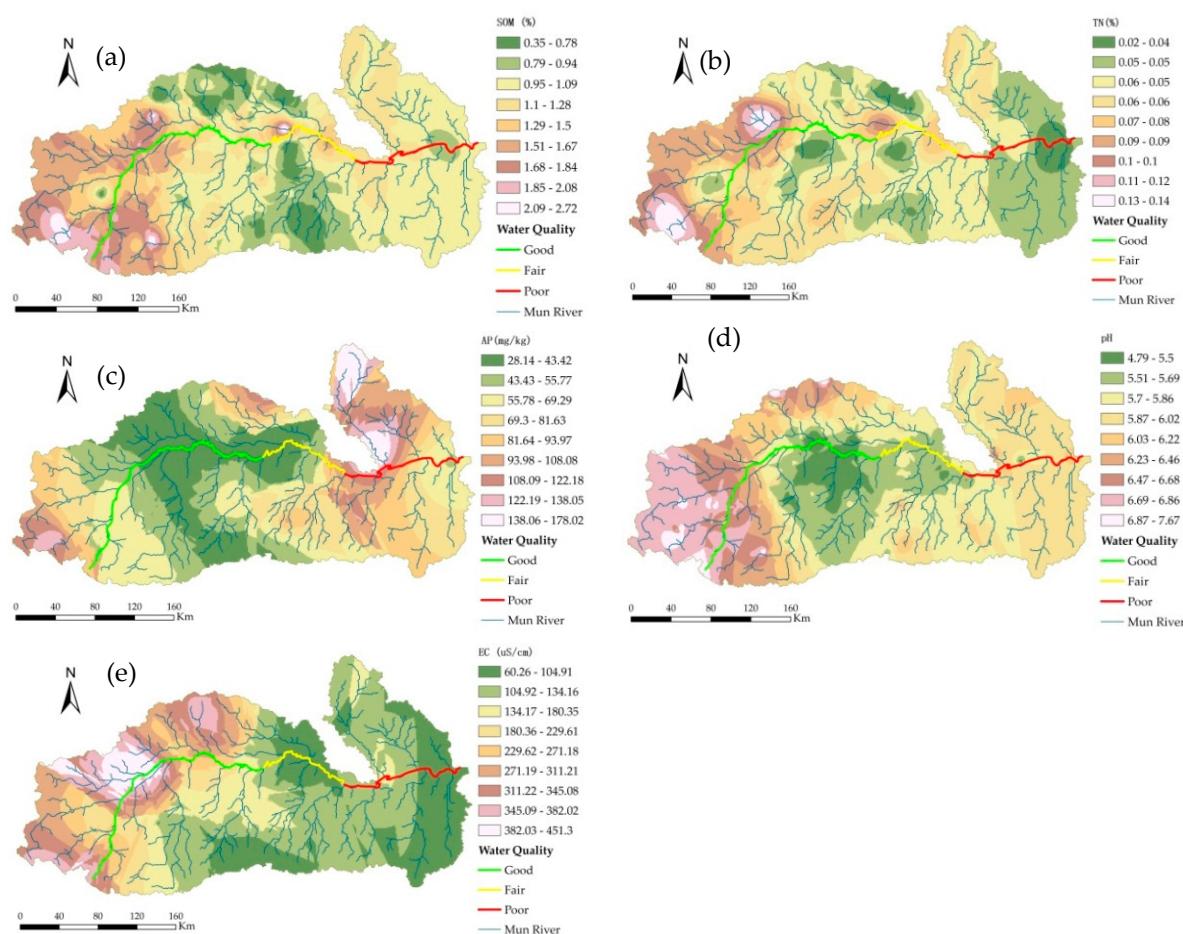 (a)
N
SOM (%)
0.35 - 0.78
0.79 - 0.94
0.95 - 1.09
1.1 - 1.28
1.29 - 1.5
1.51 - 1.67
1.68 - 1.84
1.85 - 2.08
2.09 - 2.72
Water Quality
Good
Fair
Poor
Mun River
0 40 80 120 160
Km
(b)
N
TN(%)
0.02 - 0.04
0.05 - 0.05
0.06 - 0.05
0.06 - 0.06
0.07 - 0.08
0.09 - 0.09
0.1 - 0.1
0.11 - 0.12
0.13 - 0.14
Water Quality
Good
Fair
Poor
Mun River
0 40 80 120 160
Km
(c)
N
AP(mg/kg)
28.14 - 43.42
43.43 - 55.77
55.78 - 69.29
69.3 - 81.63
81.64 - 93.97
93.98 - 108.08
108.09 - 122.18
122.19 - 138.05
138.06 - 178.02
Water Quality
Good
Fair
Poor
Mun River
0 40 80 120 160
Km
(d)
N
pH
4.79 - 5.5
5.51 - 5.69
5.7 - 5.86
5.87 - 6.02
6.03 - 6.22
6.23 - 6.46
6.47 - 6.68
6.69 - 6.86
6.87 - 7.67
Water Quality
Good
Fair
Poor
Mun River
0 40 80 120 160
Km
(e)
N
EC (uS/cm)
60.26 - 104.91
104.92 - 134.16
134.17 - 180.35
180.36 - 229.61
229.62 - 271.18
271.19 - 311.21
311.22 - 345.08
345.09 - 382.02
382.03 - 451.3
Water Quality
Good
Fair
Poor
Mun River
0 40 80 120 160
Km